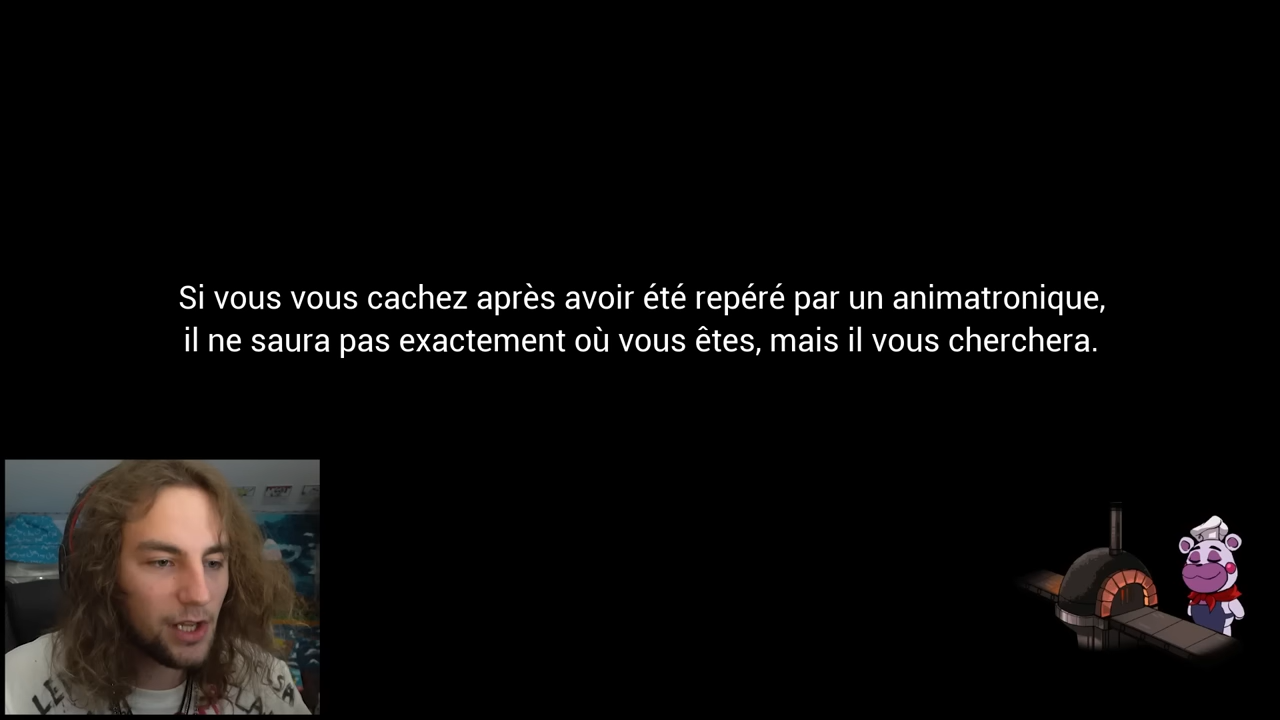 Si vous vous cachez après avoir été repéré par un animatronique,
il ne saura pas exactement où vous êtes, mais il vous cherchera.
LE